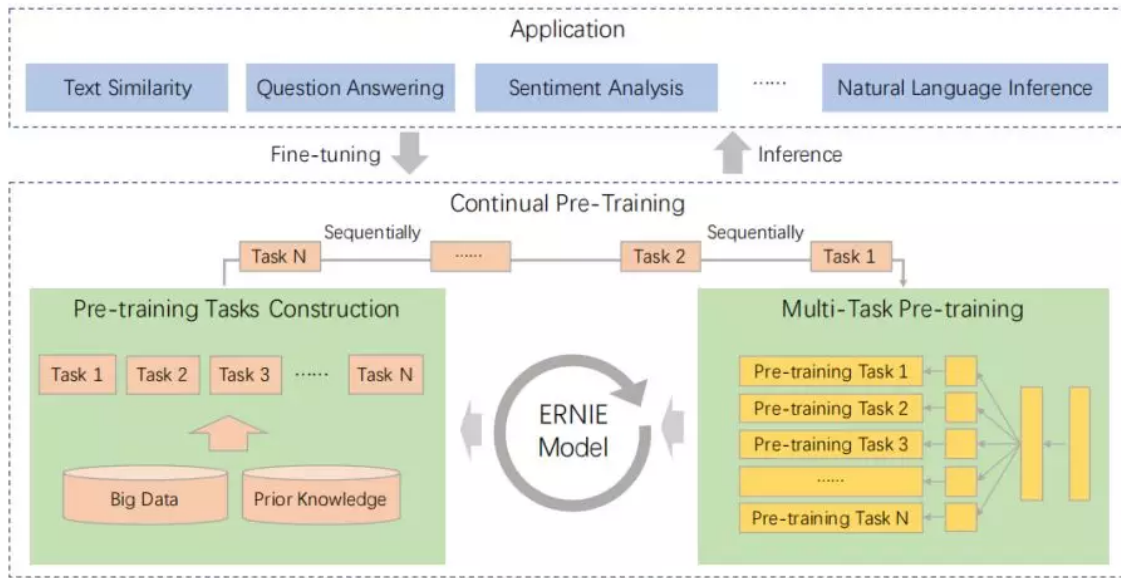 Application
Text Similarity
Question Answering
Sentiment Analysis
......
Natural Language Inference
Fine-tuning
Inference
Continual Pre-Training
Sequentially
Sequentially
Task N
......
Task 2
Task 1
Pre-training Tasks Construction
Task 1
Task 2
Task 3
......
Task N
Big Data
Prior Knowledge
ERNIE
Model
Multi-Task Pre-training
Pre-training Task 1
Pre-training Task 2
Pre-training Task 3
......
Pre-training Task N